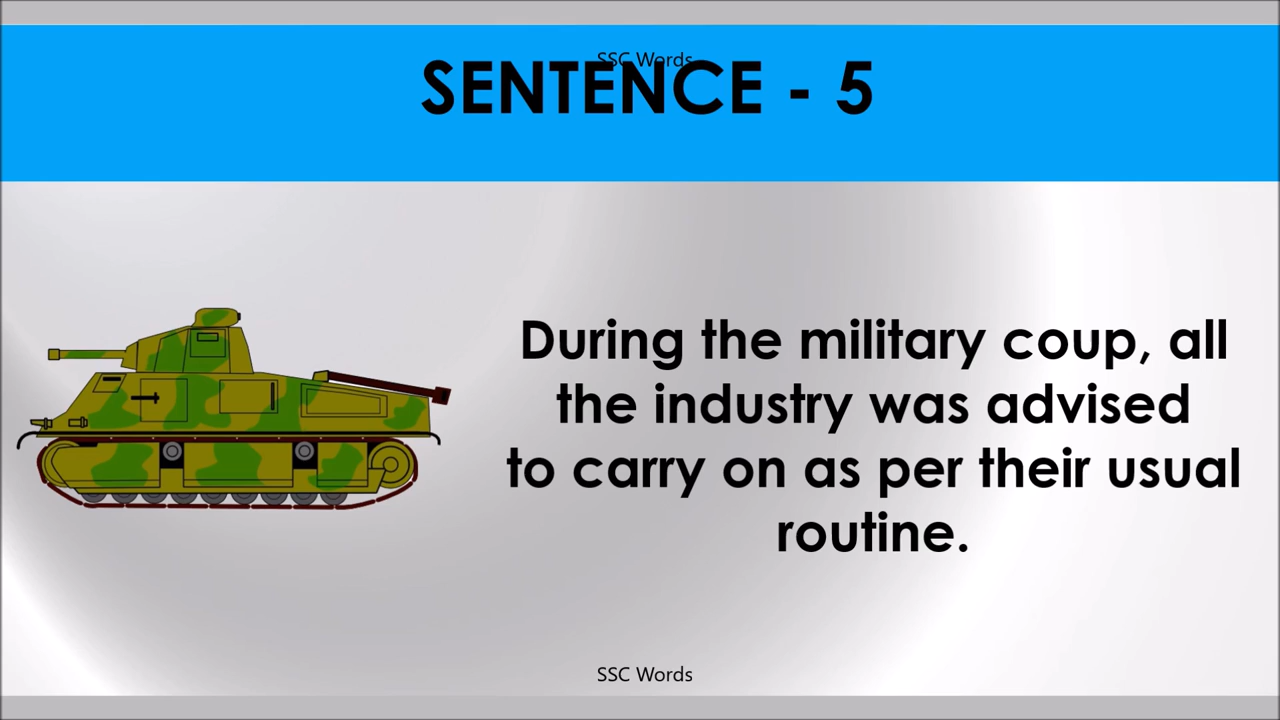 SSC Words
SENTENCE - 5
During the military coup, all
the industry was advised
to carry on as per their usual
routine.
SSC Words